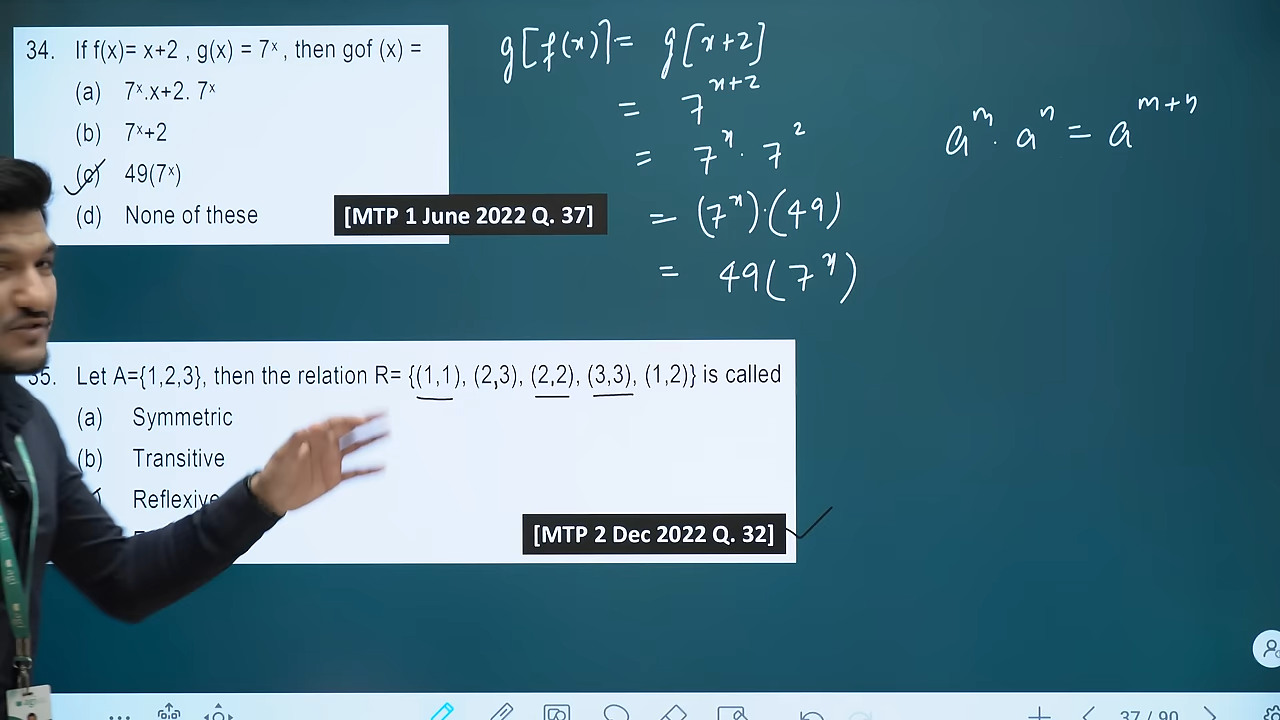 34. If f(x)= x+2 , g(x) = 7ˣ , then gof (x) =
(a) 7ˣ.x+2. 7ˣ
(b) 7ˣ+2
(c) 49(7ˣ)
(d) None of these
[MTP 1 June 2022 Q. 37]
g[f(x)] = g[x+2]
= 7ˣ⁺²
= 7ˣ . 7²
= (7ˣ).(49)
= 49(7ˣ)
aᵐ . aⁿ = aᵐ⁺ⁿ
35. Let A={1,2,3}, then the relation R= {(1,1), (2,3), (2,2), (3,3), (1,2)} is called
(a) Symmetric
(b) Transitive
Reflexive
[MTP 2 Dec 2022 Q. 32]
37 / 90